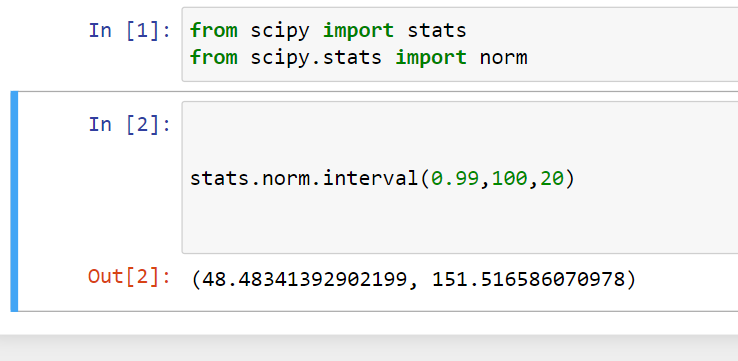 In [1]: from scipy import stats
from scipy.stats import norm
In [2]: stats.norm.interval(0.99,100,20)
Out[2]: (48.48341392902199, 151.516586070978)